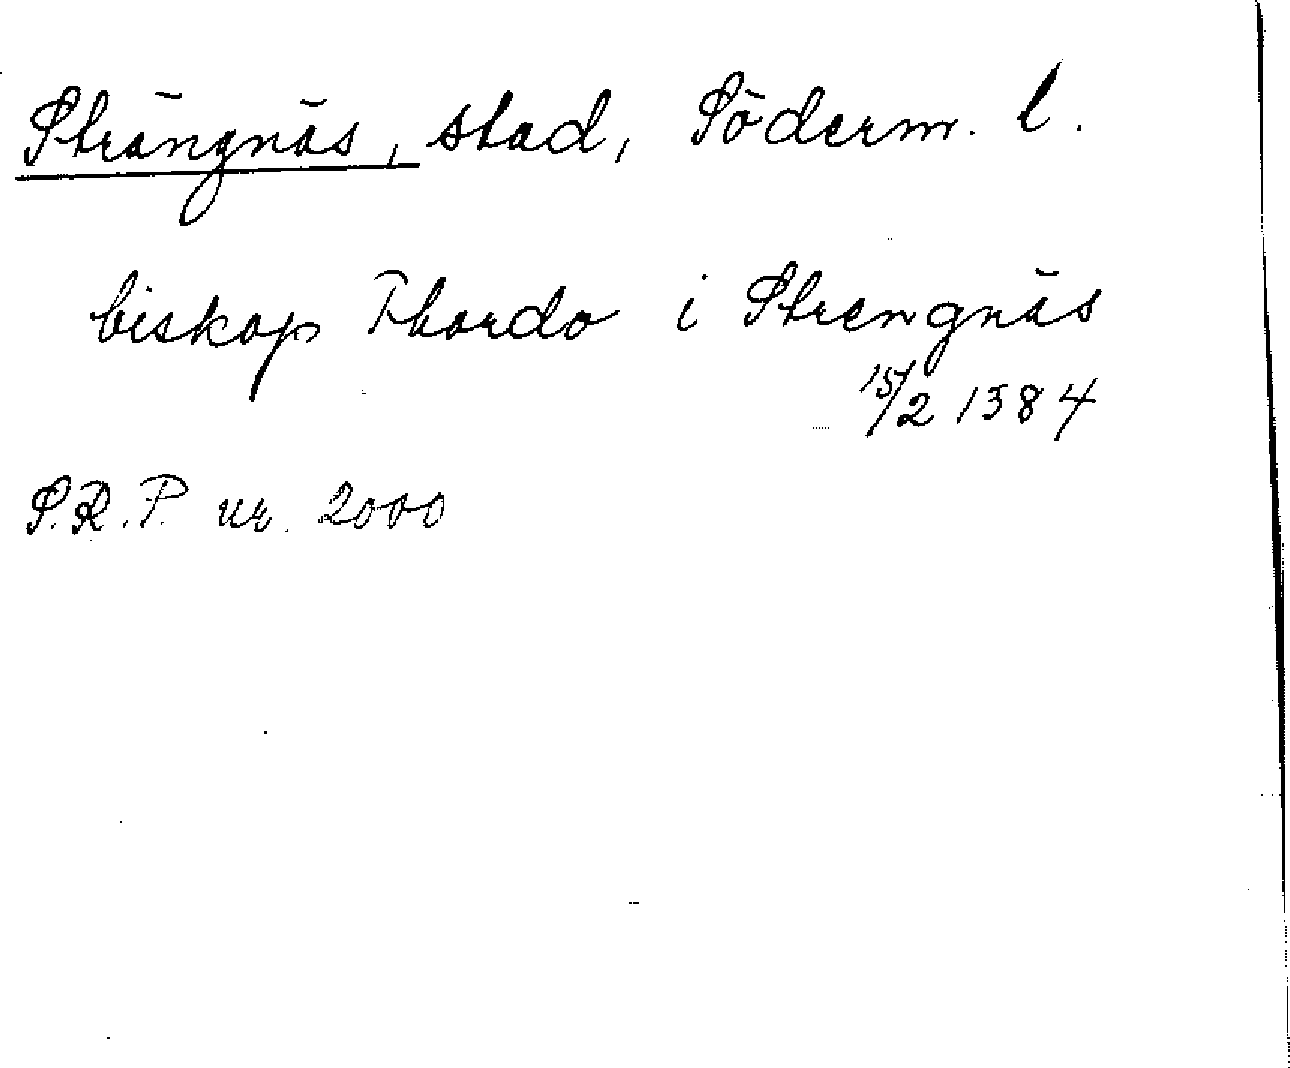 Strängnäs, stad, Söderm. l.
biskop Thordo i Strengnäs
15/2 1384
S.R.P. nr. 2000